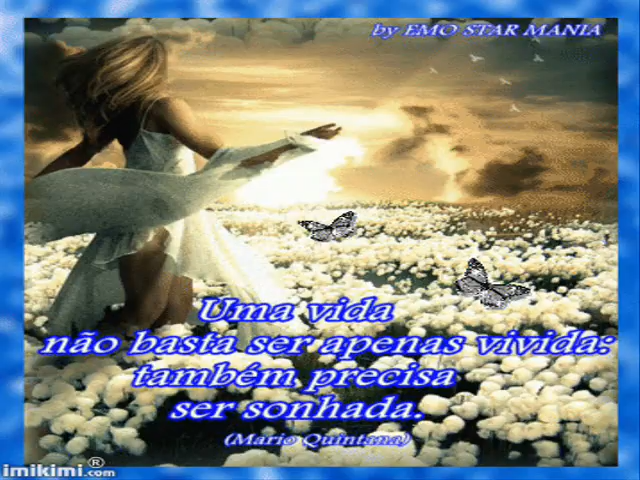 by EMO STAR MANIA
Uma vida
não basta ser apenas vivida:
também precisa
ser sonhada.
(Mario Quintana)
imikimi®.com